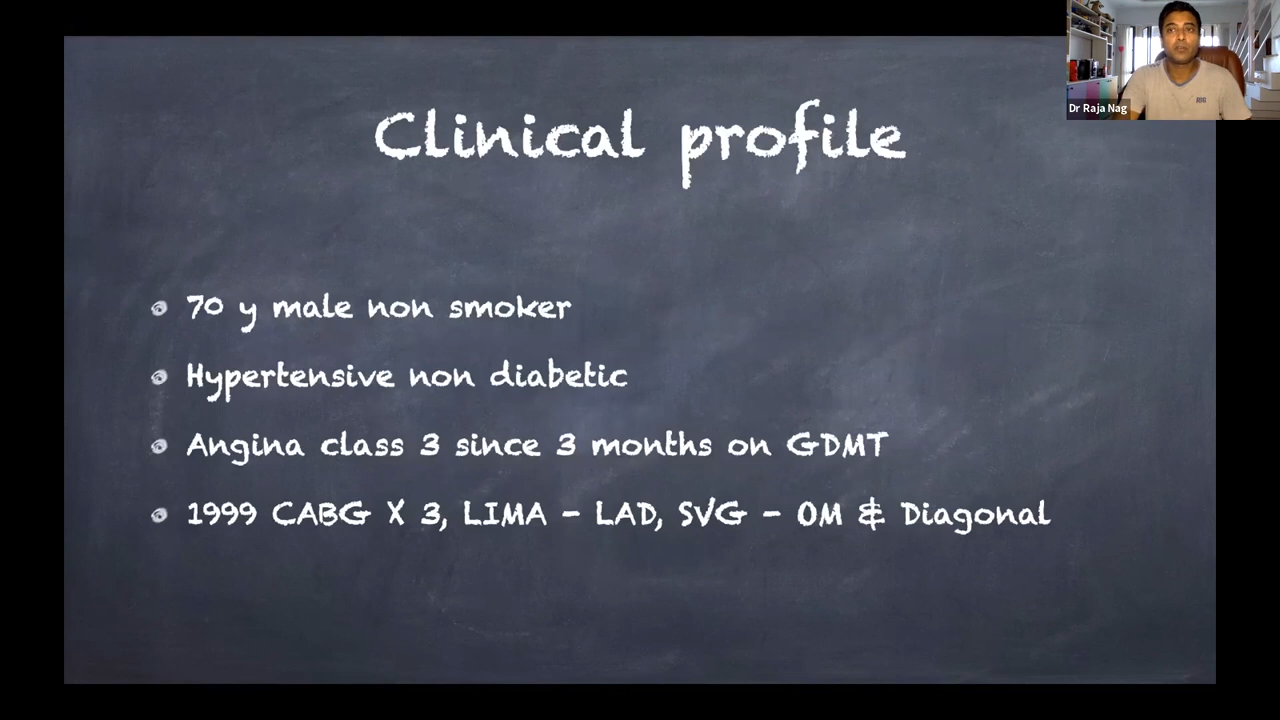 Dr Raja Nag
Clinical profile
70 y male non smoker
Hypertensive non diabetic
Angina class 3 since 3 months on GDMT
1999 CABG X 3, LIMA - LAD, SVG - OM & Diagonal